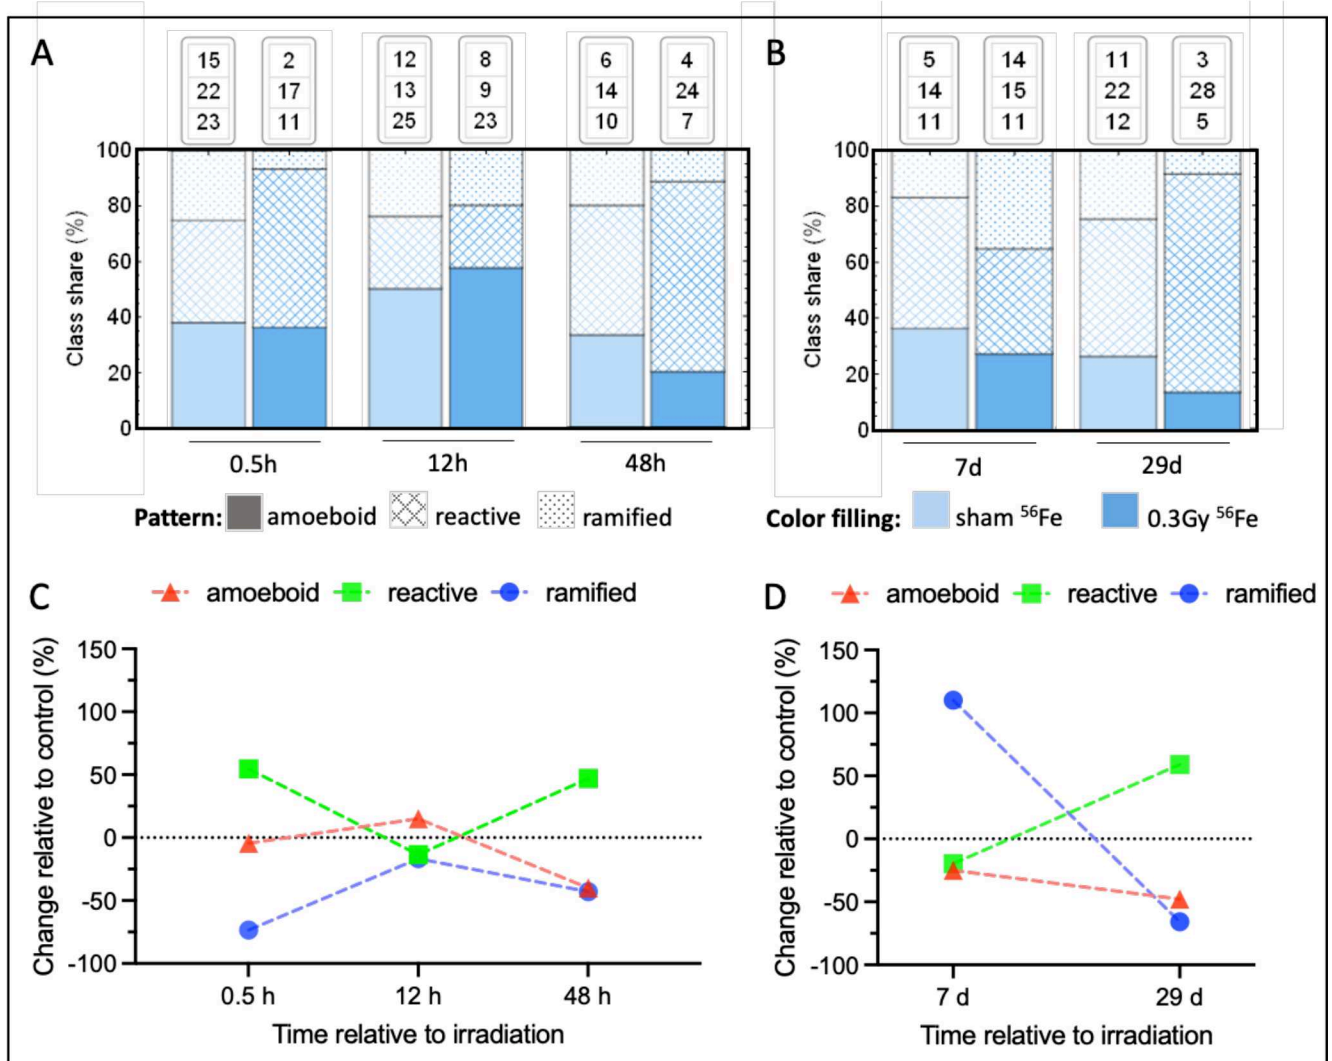 A
B
15 2 12 8 6 4 5 14 11 3
22 17 13 9 14 24 14 15 22 28
23 11 25 23 10 7 11 11 12 5
Class share (%)
100
80
60
40
20
0
0.5h 12h 48h
Class share (%)
100
80
60
40
20
0
7d 29d
Pattern: amoeboid reactive ramified
Color filling: sham ⁵⁶Fe 0.3Gy ⁵⁶Fe
C
amoeboid reactive ramified
Change relative to control (%)
150
100
50
0
-50
-100
0.5 h 12 h 48 h
Time relative to irradiation
D
amoeboid reactive ramified
Change relative to control (%)
150
100
50
0
-50
-100
7 d 29 d
Time relative to irradiation